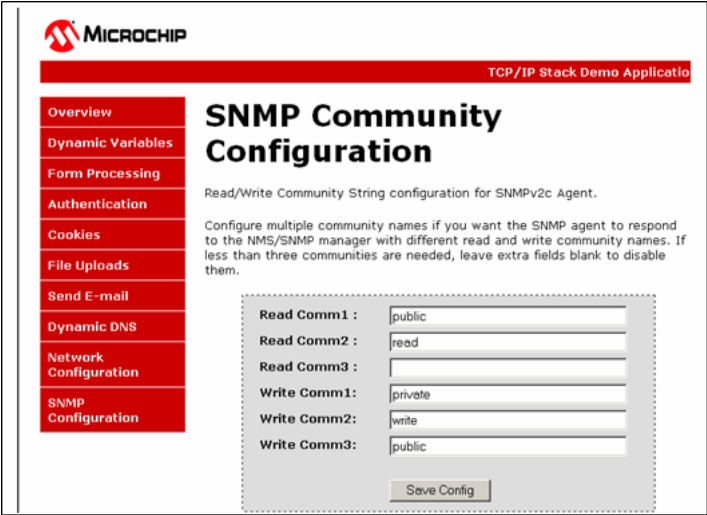 MICROCHIP
TCP/IP Stack Demo Applicatio
Overview
Dynamic Variables
Form Processing
Authentication
Cookies
File Uploads
Send E-mail
Dynamic DNS
Network
Configuration
SNMP
Configuration
SNMP Community
Configuration
Read/Write Community String configuration for SNMPv2c Agent.
Configure multiple community names if you want the SNMP agent to respond
to the NMS/SNMP manager with different read and write community names. If
less than three communities are needed, leave extra fields blank to disable
them.
Read Comm1 : public
Read Comm2 : read
Read Comm3 :
Write Comm1: private
Write Comm2: write
Write Comm3: public
Save Config